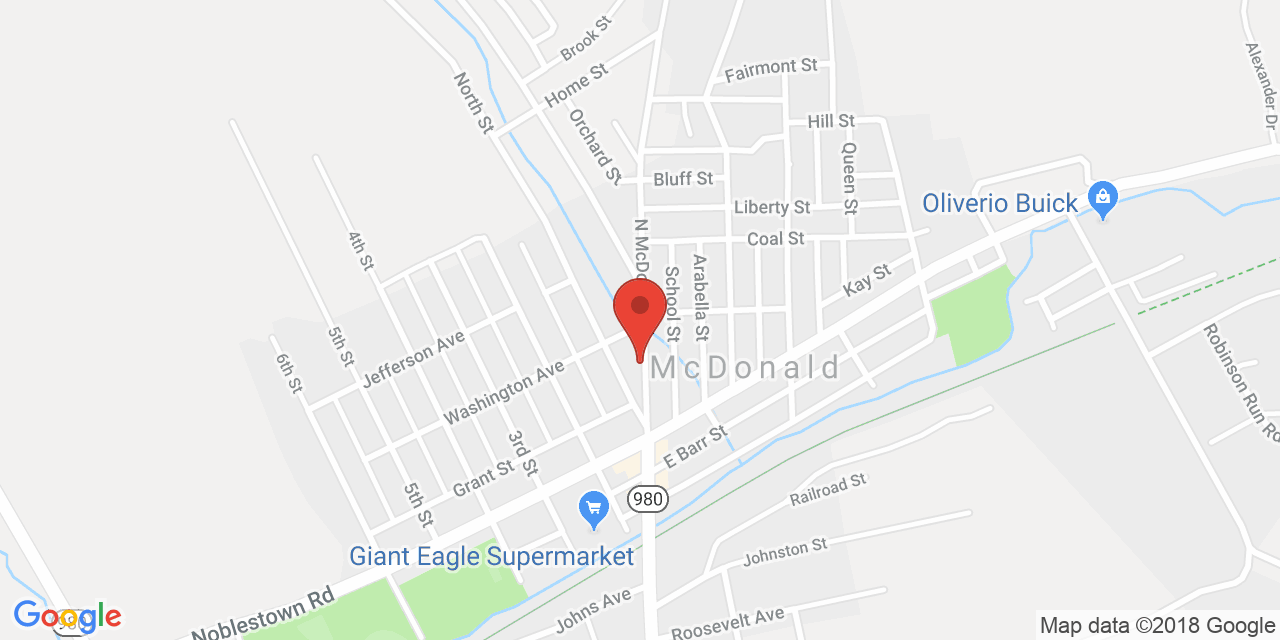 Brook St
Alexander Dr
Fairmont St
Home St
North St
Orchard St
Hill St
Queen St
Bluff St
Oliverio Buick
Liberty St
N McDo
Coal St
4th St
School St
Arabella St
Kay St
5th St
Jefferson Ave
6th St
Washington Ave
McDonald
Robinson Run Rd
3rd St
E Barr St
Grant St
5th St
980
Railroad St
Giant Eagle Supermarket
Johnston St
Noblestown Rd
Johns Ave
Roosevelt Ave
Google
Map data ©2018 Google